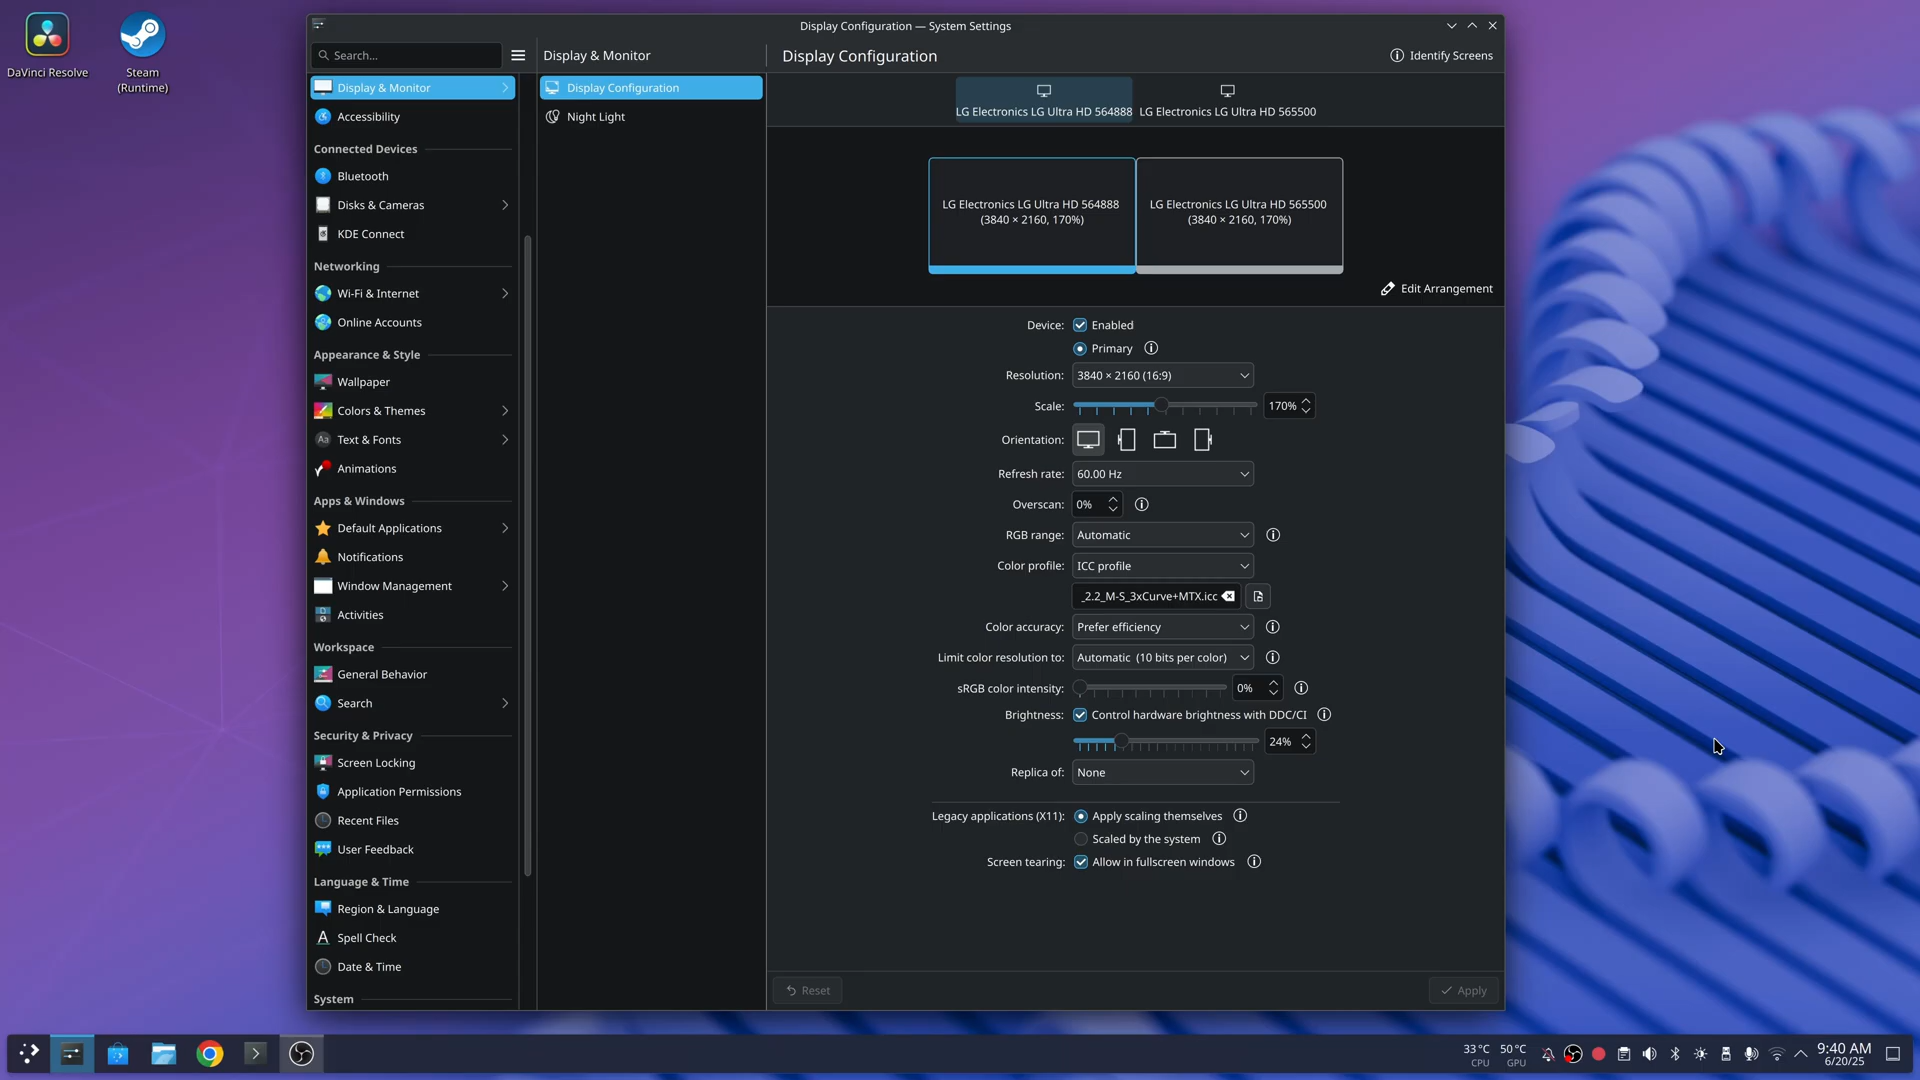 DaVinci Resolve
Steam
(Runtime)
Display Configuration — System Settings
Search...
Display & Monitor
Accessibility
Connected Devices
Bluetooth
Disks & Cameras
KDE Connect
Networking
Wi-Fi & Internet
Online Accounts
Appearance & Style
Wallpaper
Colors & Themes
Text & Fonts
Animations
Apps & Windows
Default Applications
Notifications
Window Management
Activities
Workspace
General Behavior
Search
Security & Privacy
Screen Locking
Application Permissions
Recent Files
User Feedback
Language & Time
Region & Language
Spell Check
Date & Time
System
Display & Monitor
Display Configuration
Night Light
Display Configuration
Identify Screens
LG Electronics LG Ultra HD 564888
LG Electronics LG Ultra HD 565500
LG Electronics LG Ultra HD 564888
(3840 × 2160, 170%)
LG Electronics LG Ultra HD 565500
(3840 × 2160, 170%)
Edit Arrangement
Device: Enabled
Primary
Resolution: 3840 × 2160 (16:9)
Scale: 170%
Orientation:
Refresh rate: 60.00 Hz
Overscan: 0%
RGB range: Automatic
Color profile: ICC profile
_2.2_M-S_3xCurve+MTX.icc
Color accuracy: Prefer efficiency
Limit color resolution to: Automatic (10 bits per color)
sRGB color intensity: 0%
Brightness: Control hardware brightness with DDC/CI
24%
Replica of: None
Legacy applications (X11): Apply scaling themselves
Scaled by the system
Screen tearing: Allow in fullscreen windows
Reset
Apply
33°C
CPU
50°C
GPU
9:40 AM
6/20/25